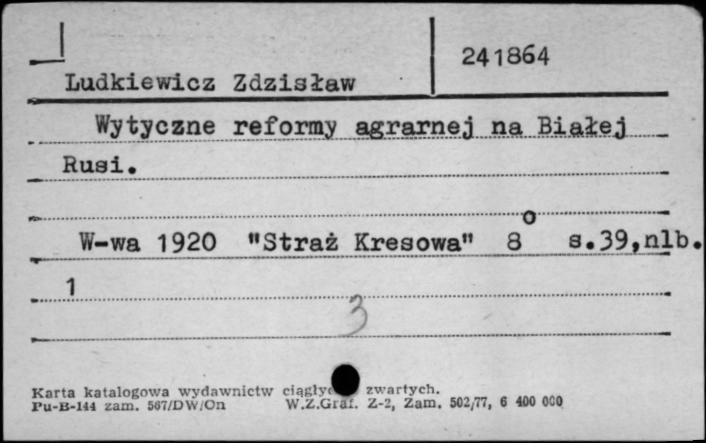 241864
Ludkiewicz Zdzisław
Wytyczne reformy agrarnej na Białej
Rusi.
W-wa 1920 "Straż Kresowa" 8° s.39,nlb.
1
3
Karta katalogowa wydawnictw zwartych.
Pu-B-144 zam. 567/DW/On W.Z.Graf. Z-2, Zam. 502/77, 6 400 000